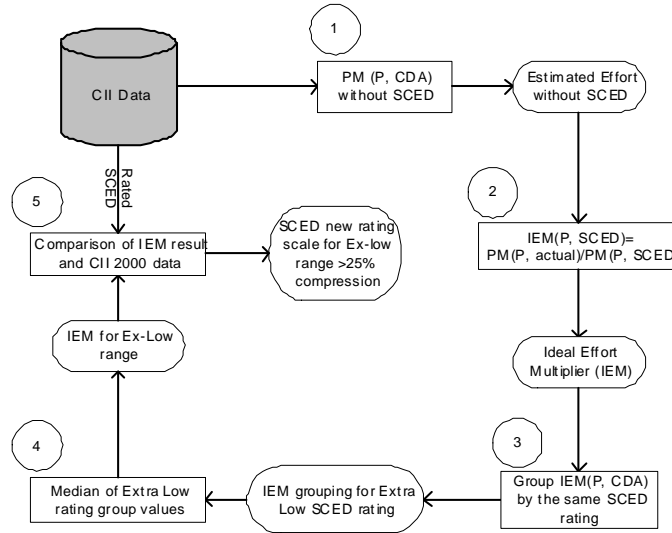 1
CII Data
PM (P, CDA)
without SCED
Estimated Effort
without SCED
Rated
SCED
5
2
Comparison of IEM result
and CII 2000 data
SCED new rating
scale for Ex-low
range >25%
compression
IEM(P, SCED)=
PM(P, actual)/PM(P, SCED
IEM for Ex-Low
range
Ideal Effort
Multiplier (IEM)
4
3
Median of Extra Low
rating group values
IEM grouping for Extra
Low SCED rating
Group IEM(P, CDA)
by the same SCED
rating